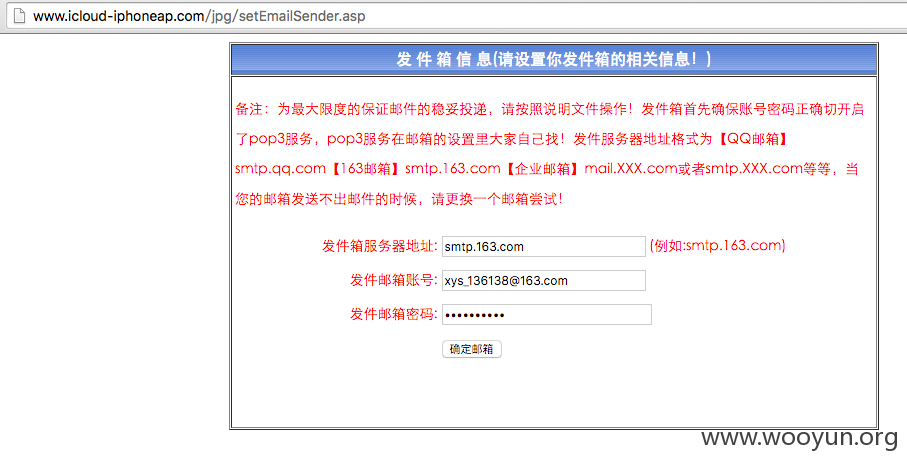 www.icloud-iphoneap.com/jpg/setEmailSender.asp
发 件 箱 信 息(请设置你发件箱的相关信息！)
备注：为最大限度的保证邮件的稳妥投递，请按照说明文件操作！发件箱首先确保账号密码正确切开启
了pop3服务，pop3服务在邮箱的设置里大家自己找！发件服务器地址格式为【QQ邮箱】
smtp.qq.com【163邮箱】smtp.163.com【企业邮箱】mail.XXX.com或者smtp.XXX.com等等，当
您的邮箱发送不出邮件的时候，请更换一个邮箱尝试！
发件箱服务器地址: smtp.163.com (例如:smtp.163.com)
发件邮箱账号: xys_136138@163.com
发件邮箱密码: ••••••••••
确定邮箱
www.wooyun.org